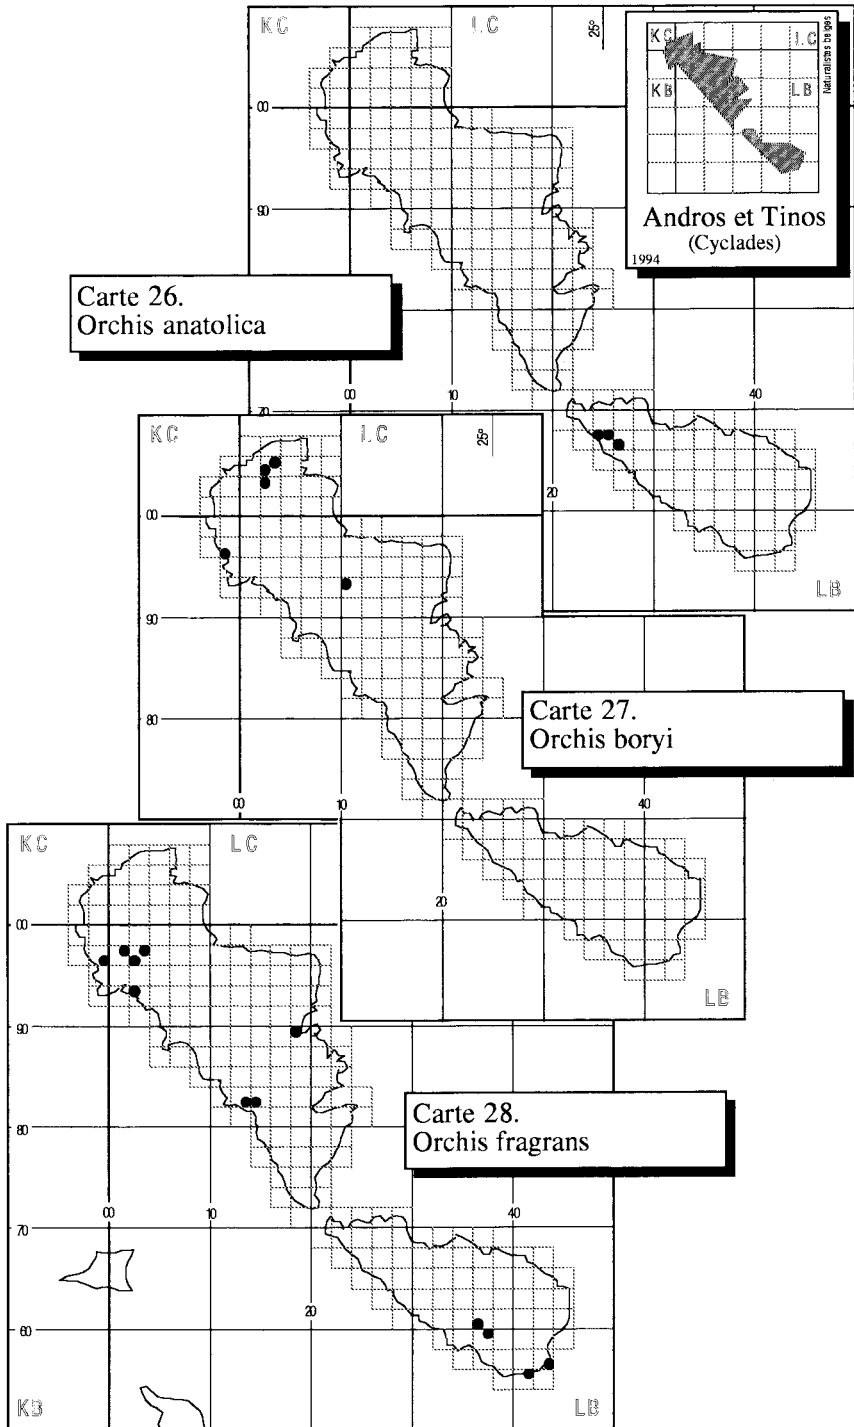 KC
LC
25°
KC
LC
KB
LB
Naturalistes belges
Andros et Tinos
(Cyclades)
1994
00
90
Carte 26.
Orchis anatolica
00
10
40
70
20
LB
KC
LC
25°
00
90
80
Carte 27.
Orchis boryi
00
10
40
20
LB
KC
LC
00
90
80
Carte 28.
Orchis fragrans
00
10
40
70
20
60
KB
LB